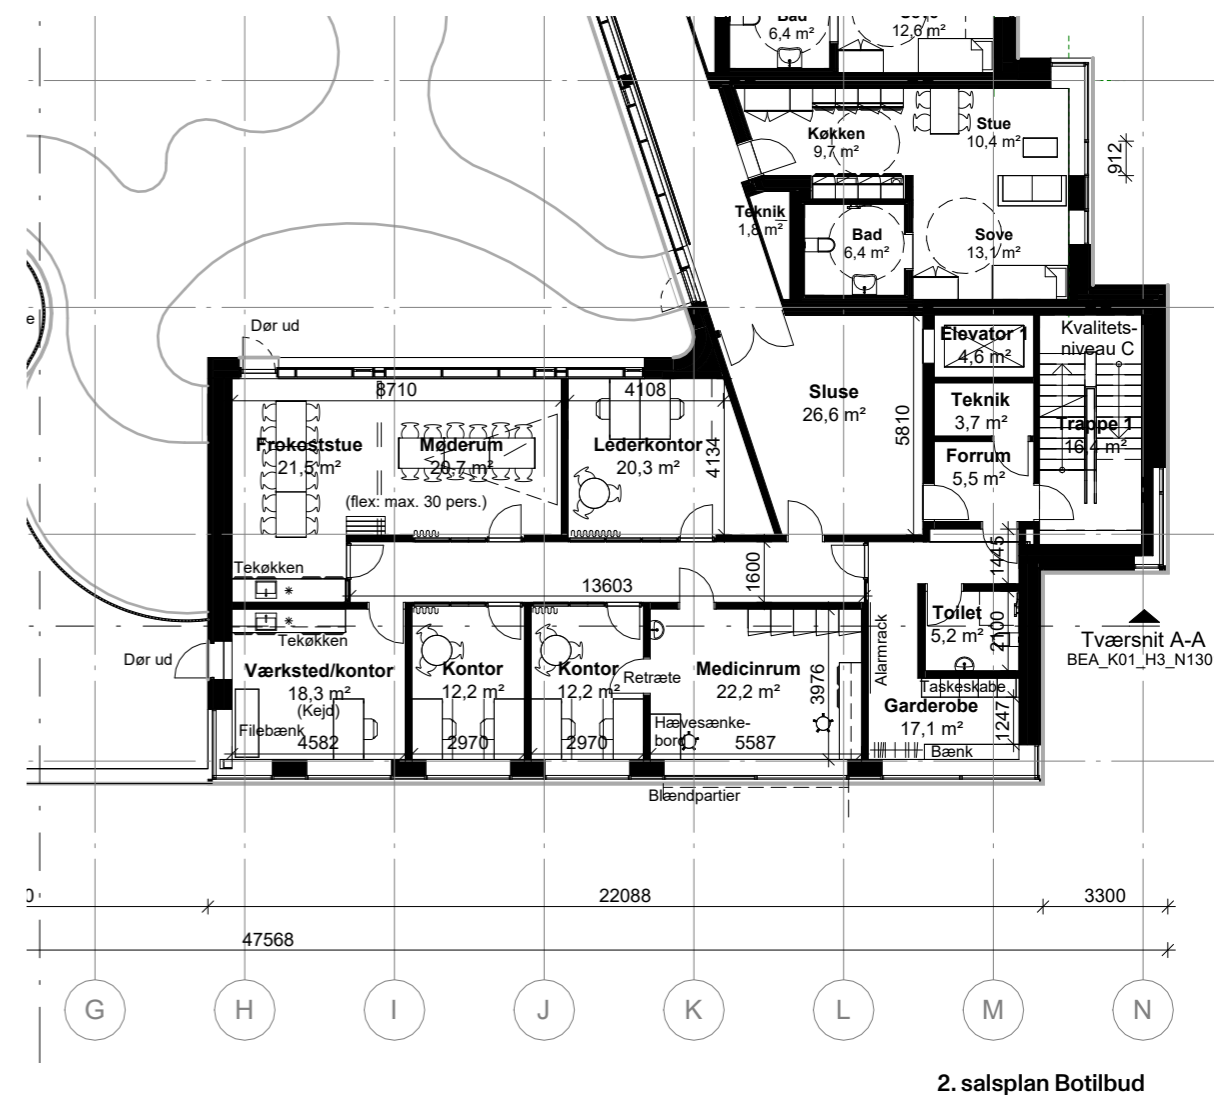 Bad
6,4 m²
Sove
12,6 m²
Køkken
9,7 m²
Stue
10,4 m²
912
Teknik
1,8 m²
Bad
6,4 m²
Sove
13,1 m²
e
Dør ud
8710
4108
Frokoststue
21,5 m²
Møderum
20,7 m²
(flex: max. 30 pers.)
Lederkontor
20,3 m²
4134
Sluse
26,6 m²
5810
Elevator 1
4,6 m²
Kvalitets-
niveau C
Teknik
3,7 m²
Trappe 1
16,4 m²
Forrum
5,5 m²
Tekøkken
13603
1600
1445
Tekøkken
Dør ud
Værksted/kontor
18,3 m²
(Kejd)
Filebænk
4582
Kontor
12,2 m²
2970
Kontor
12,2 m²
2970
Retræte
Medicinrum
22,2 m²
3976
Hævesænke-
bord
5587
Blændpartier
Alarmrack
Toilet
5,2 m²
2100
Taskeskabe
Garderobe
17,1 m²
1247
Bænk
Tværsnit A-A
BEA_K01_H3_N130
0
22088
3300
47568
G H I J K L M N
2. salsplan Botilbud